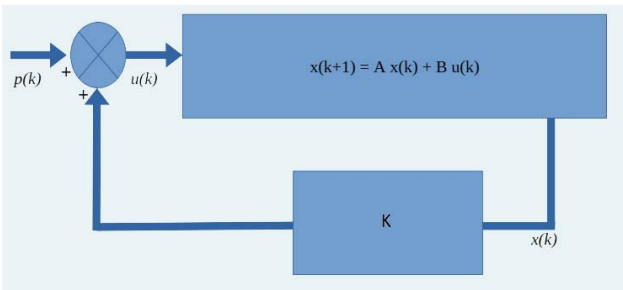 x(k+1) = A x(k) + B u(k)
p(k)
+
u(k)
+
K
x(k)